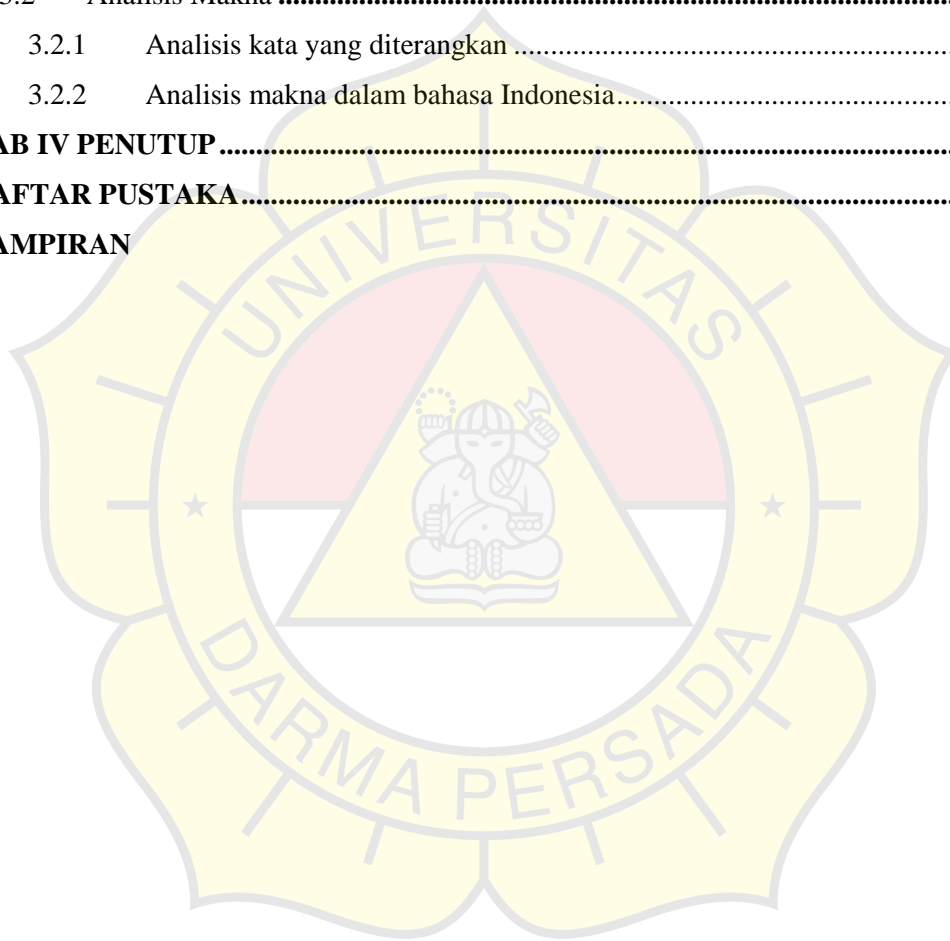 3.2 Analisis Makna ........................................................
3.2.1 Analisis kata yang diterangkan ........................................................
3.2.2 Analisis makna dalam bahasa Indonesia........................................................
AB IV PENUTUP ........................................................
AFTAR PUSTAKA ........................................................
AMPIRAN
UNIVERSITAS
DARMA PERSADA